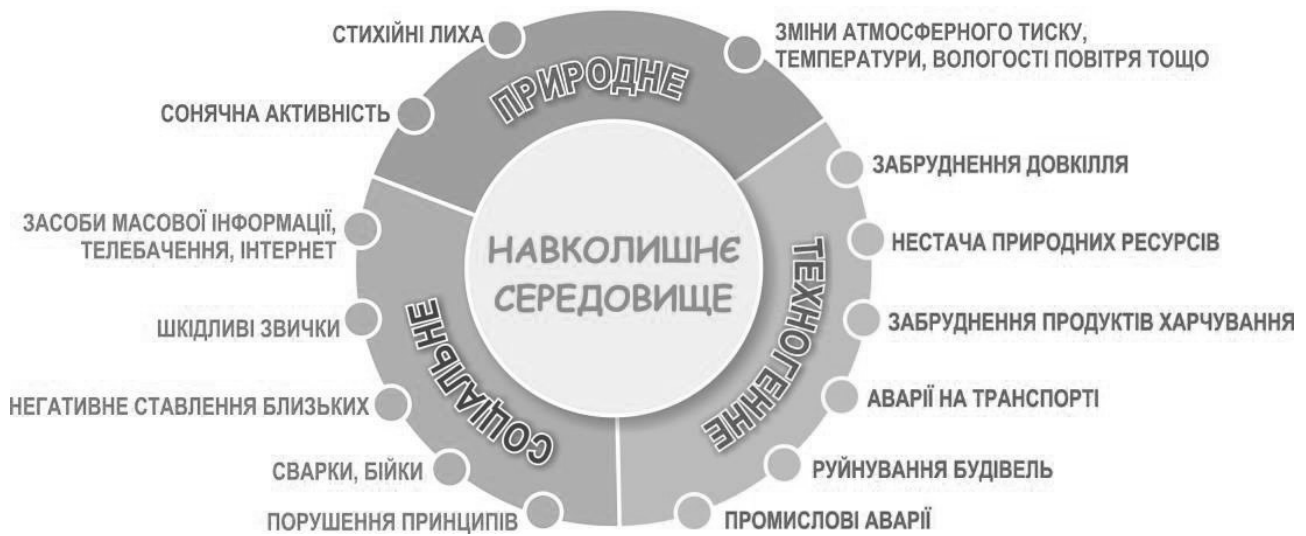 СТИХІЙНІ ЛИХА
СОНЯЧНА АКТИВНІСТЬ
ЗМІНИ АТМОСФЕРНОГО ТИСКУ,
ТЕМПЕРАТУРИ, ВОЛОГОСТІ ПОВІТРЯ ТОЩО
ПРИРОДНЕ
НАВКОЛИШНЄ
СЕРЕДОВИЩЕ
СОЦІАЛЬНЕ
ЗАСОБИ МАСОВОЇ ІНФОРМАЦІЇ,
ТЕЛЕБАЧЕННЯ, ІНТЕРНЕТ
ШКІДЛИВІ ЗВИЧКИ
НЕГАТИВНЕ СТАВЛЕННЯ БЛИЗЬКИХ
СВАРКИ, БІЙКИ
ПОРУШЕННЯ ПРИНЦИПІВ
ТЕХНОГЕННЕ
ЗАБРУДНЕННЯ ДОВКІЛЛЯ
НЕСТАЧА ПРИРОДНИХ РЕСУРСІВ
ЗАБРУДНЕННЯ ПРОДУКТІВ ХАРЧУВАННЯ
АВАРІЇ НА ТРАНСПОРТІ
РУЙНУВАННЯ БУДІВЕЛЬ
ПРОМИСЛОВІ АВАРІЇ